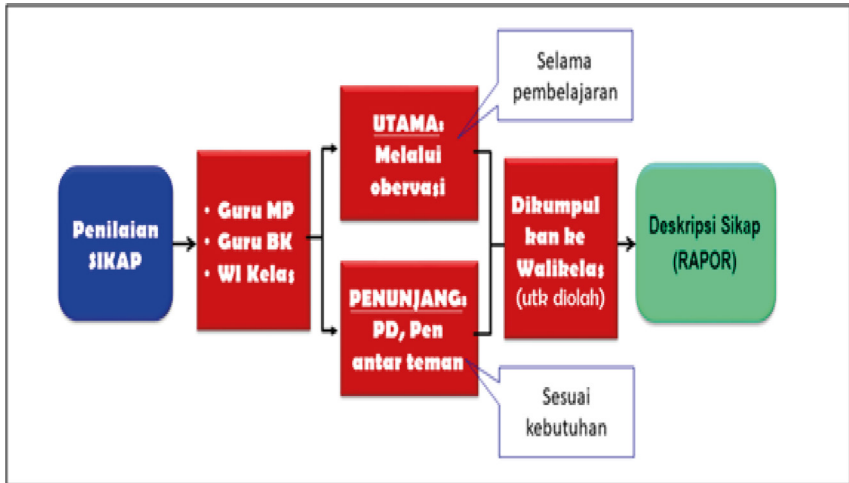 Penilaian
SIKAP
• Guru MP
• Guru BK
• WI Kelas
UTAMA:
Melalui
obervasi
Selama
pembelajaran
PENUNJANG:
PD, Pen
antar teman
Sesuai
kebutuhan
Dikumpul
kan ke
Walikelas
(utk diolah)
Deskripsi Sikap
(RAPOR)